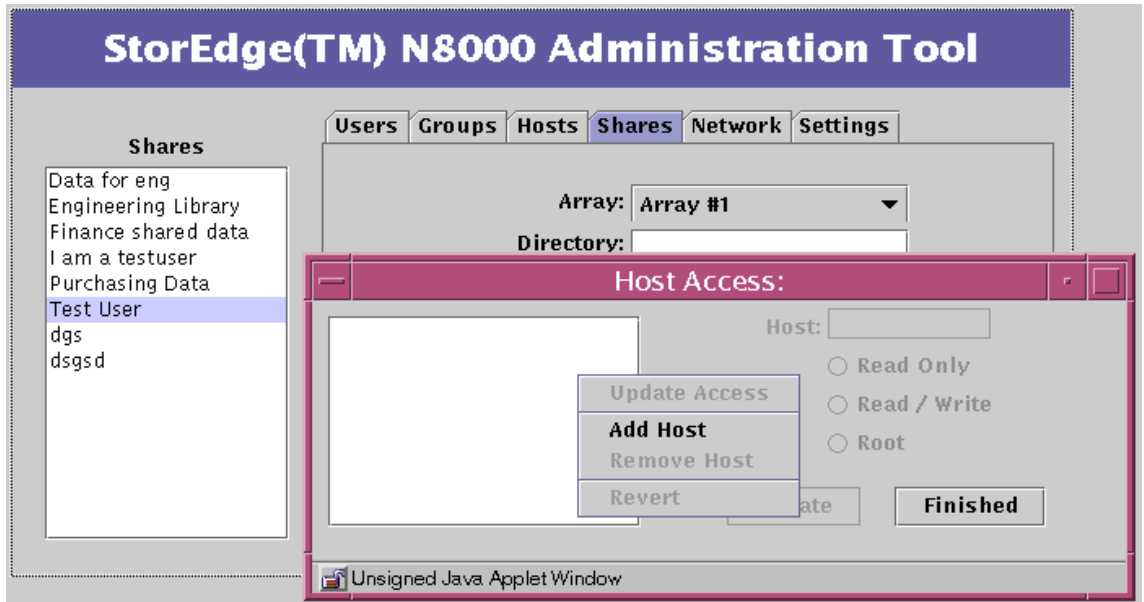 StorEdge(TM) N8000 Administration Tool
Users Groups Hosts Shares Network Settings
Shares
Data for eng
Engineering Library
Finance shared data
I am a testuser
Purchasing Data
Test User
dgs
dsgsd
Array: Array #1
Directory:
Host Access:
Host:
Read Only
Read / Write
Root
Update Access
Add Host
Remove Host
Revert
Finished
Unsigned Java Applet Window